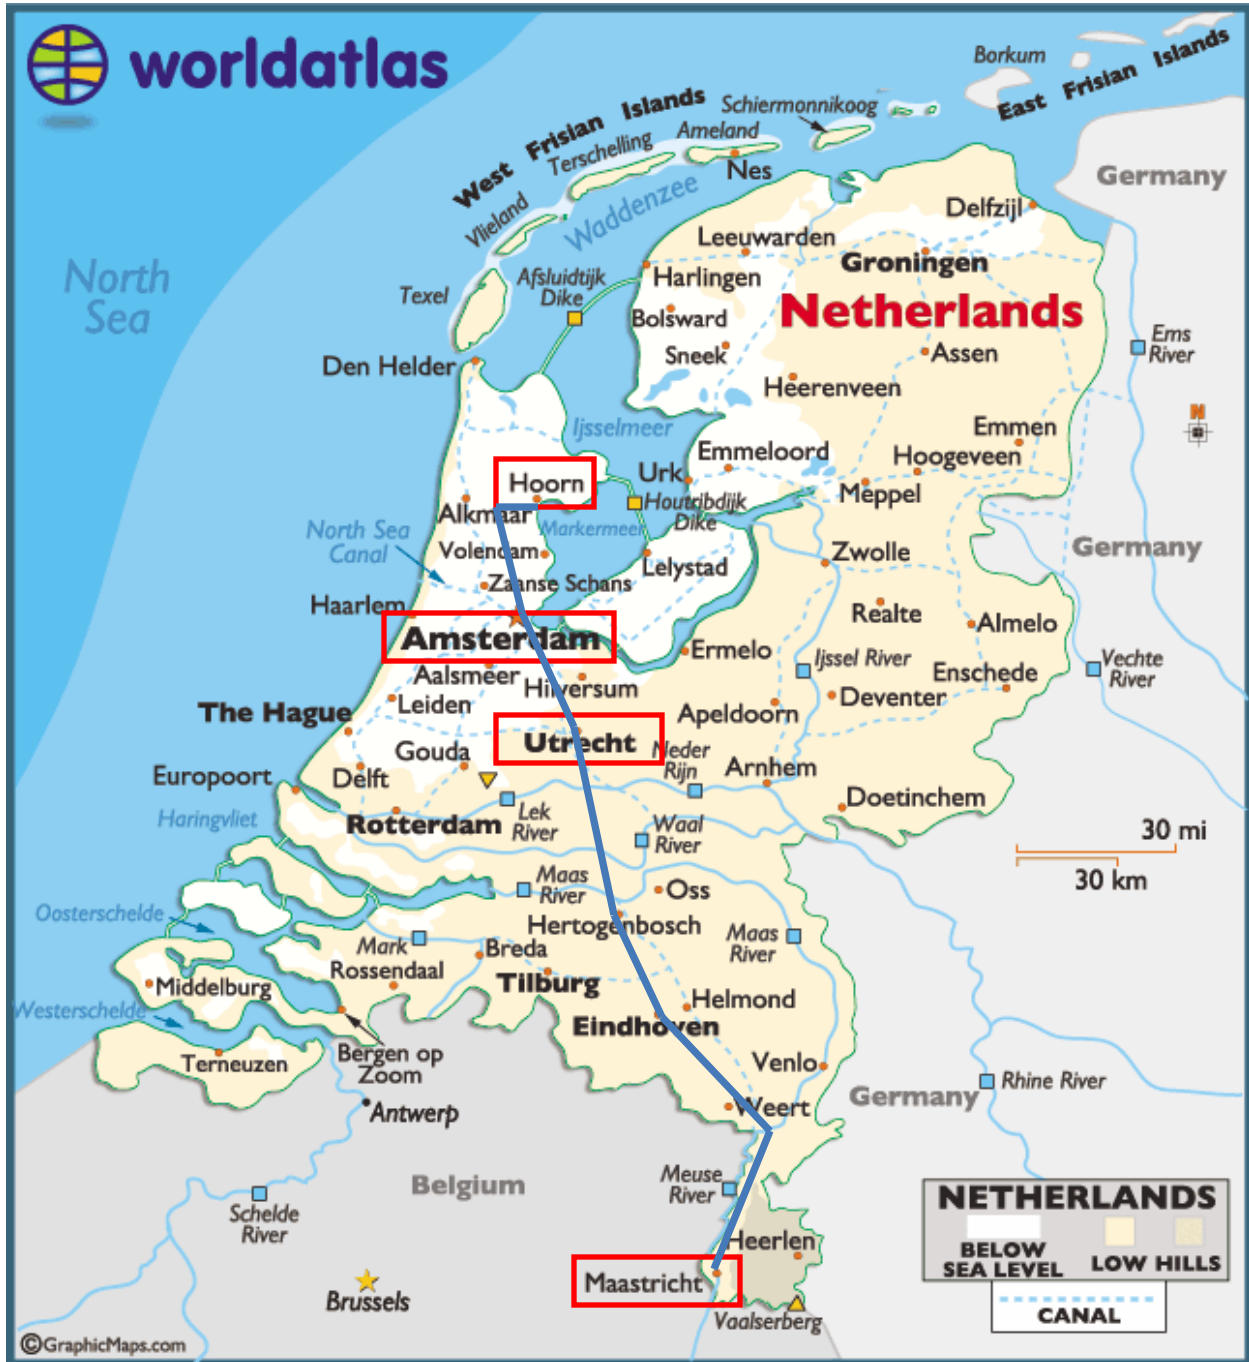 worldatlas
Borkum
East Frisian Islands
West Frisian Islands
Schiermonnikoog
Ameland
Terschelling
Nes
Germany
Vlieland
Waddenzee
Delfzijl
Leeuwarden
Groningen
North
Sea
Texel
Afsluidtijk
Dike
Harlingen
Netherlands
Bolsward
Sneek
Assen
Ems
River
Den Helder
Heerenveen
N
Ijsselmeer
Emmen
Emmeloord
Hoogeveen
Hoorn
Urk
Meppel
Houtribdijk
Dike
Alkmaar
Markermeer
North Sea
Canal
Volendam
Zwolle
Germany
Lelystad
Zaanse Schans
Haarlem
Realte
Almelo
Amsterdam
Ermelo
Ijssel River
Vechte
River
Aalsmeer
Hilversum
Enschede
Leiden
Deventer
The Hague
Apeldoorn
Utrecht
Gouda
Neder
Rijn
Arnhem
Europoort
Delft
Doetinchem
Haringvliet
Rotterdam
Lek
River
Waal
River
30 mi
30 km
Maas
River
Oss
Oosterschelde
Hertogenbosch
Maas
River
Mark
Breda
Rossendaal
Tilburg
Middelburg
Helmond
Westerschelde
Eindhoven
Terneuzen
Bergen op
Zoom
Venlo
Rhine River
Germany
Antwerp
Weert
Belgium
Meuse
River
Schelde
River
NETHERLANDS
BELOW
SEA LEVEL
LOW HILLS
CANAL
Heerlen
Maastricht
Brussels
Vaalserberg
©GraphicMaps.com